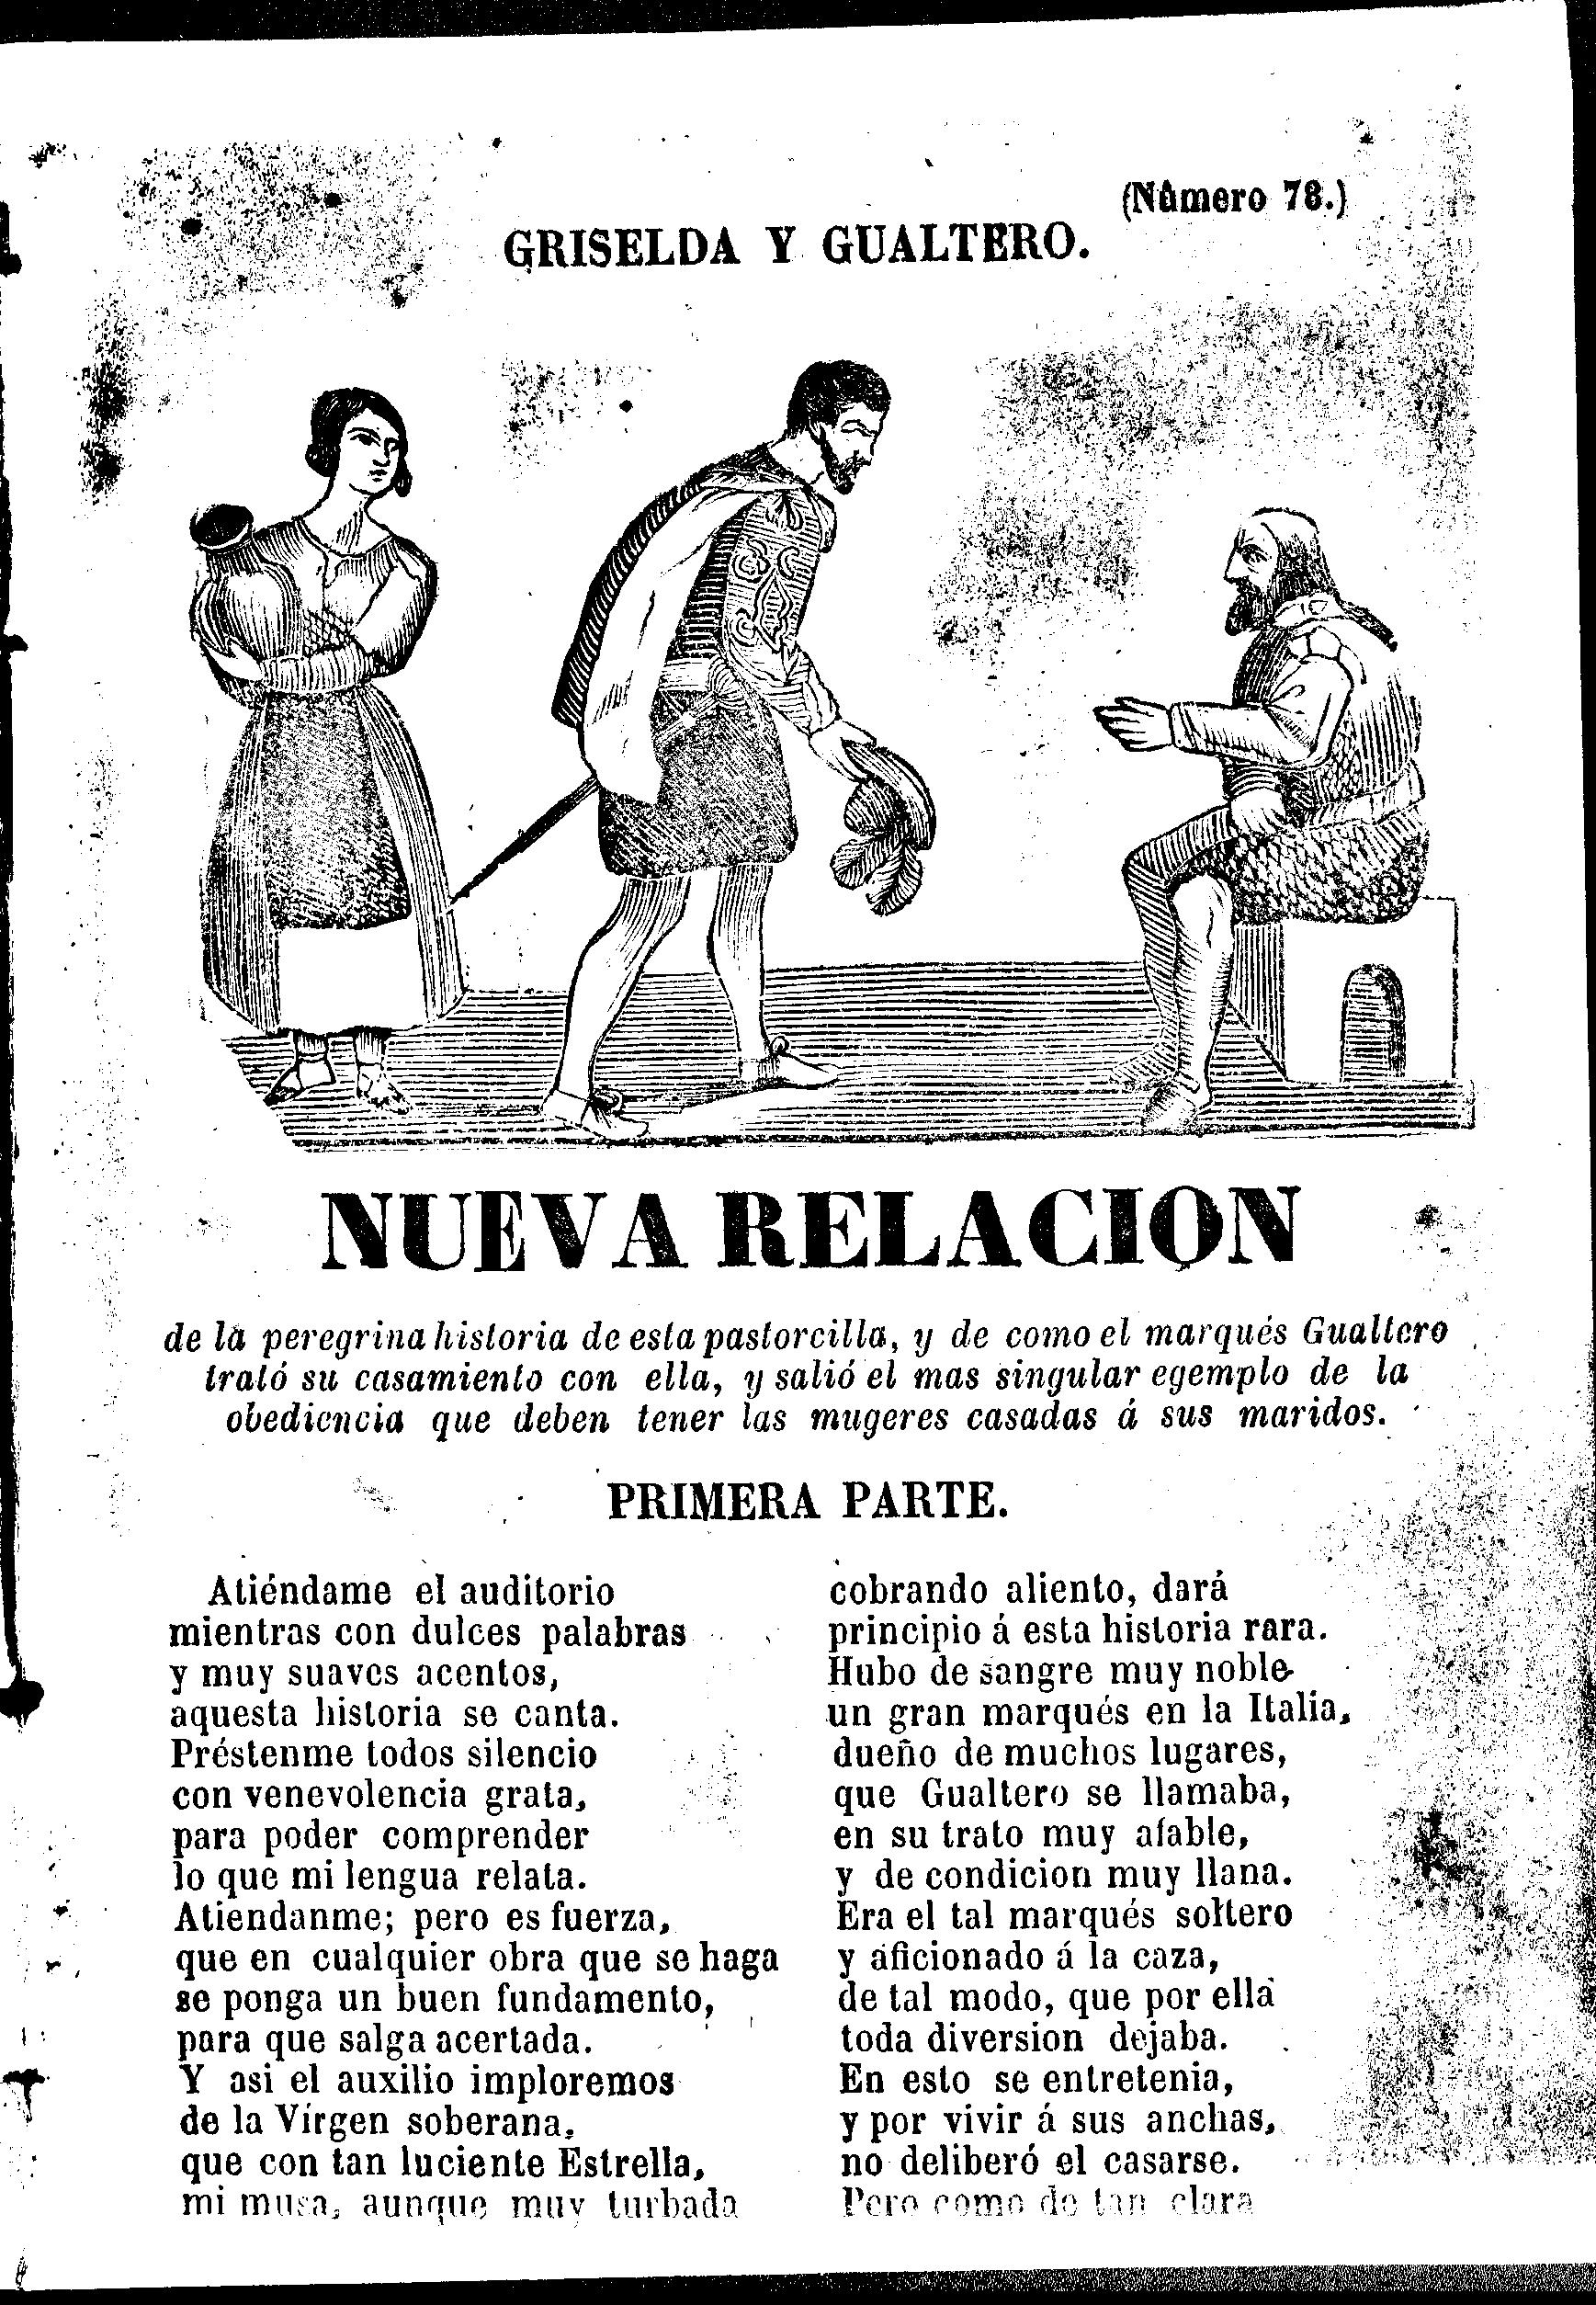 (Número 78.)
GRISELDA Y GUALTERO.
NUEVA RELACION
de la peregrina historia de esta pastorcilla, y de como el marqués Gualtero
trató su casamiento con ella, y salió el mas singular egemplo de la
obediencia que deben tener las mugeres casadas á sus maridos.
PRIMERA PARTE.
Atiéndame el auditorio
mientras con dulces palabras
y muy suaves acentos,
aquesta historia se canta.
Préstenme todos silencio
con venevolencia grata,
para poder comprender
lo que mi lengua relata.
Atiendanme; pero es fuerza,
que en cualquier obra que se haga
se ponga un buen fundamento,
para que salga acertada.
Y asi el auxilio imploremos
de la Vírgen soberana,
que con tan luciente Estrella,
mi musa, aunque muy turbada
cobrando aliento, dará
principio á esta historia rara.
Hubo de sangre muy noble
un gran marqués en la Italia,
dueño de muchos lugares,
que Gualtero se llamaba,
en su trato muy afable,
y de condicion muy llana.
Era el tal marqués soltero
y aficionado á la caza,
de tal modo, que por ella
toda diversion dejaba.
En esto se entretenia,
y por vivir á sus anchas,
no deliberó el casarse.
Pero como de tan clara